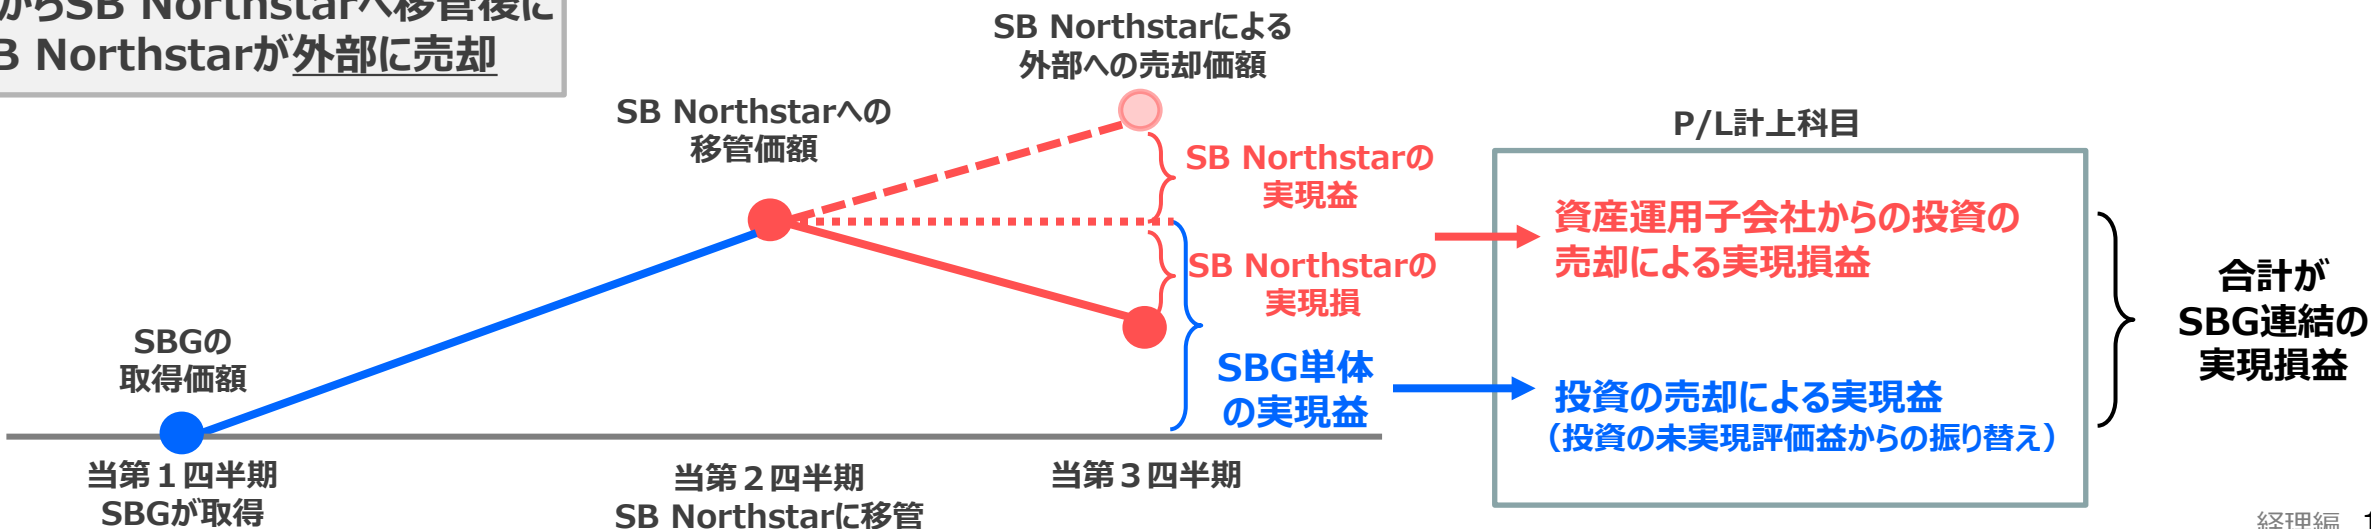 からSB Northstarへ移管後に
B Northstarが外部に売却
SB Northstarによる
外部への売却価額
SB Northstarへの
移管価額
P/L計上科目
SB Northstarの
実現益
資産運用子会社からの投資の
売却による実現損益
SB Northstarの
実現損
合計が
SBG連結の
実現損益
SBGの
取得価額
SBG単体
の実現益
投資の売却による実現益
（投資の未実現評価益からの振り替え）
当第１四半期
SBGが取得
当第２四半期
SB Northstarに移管
当第３四半期
経理編 1